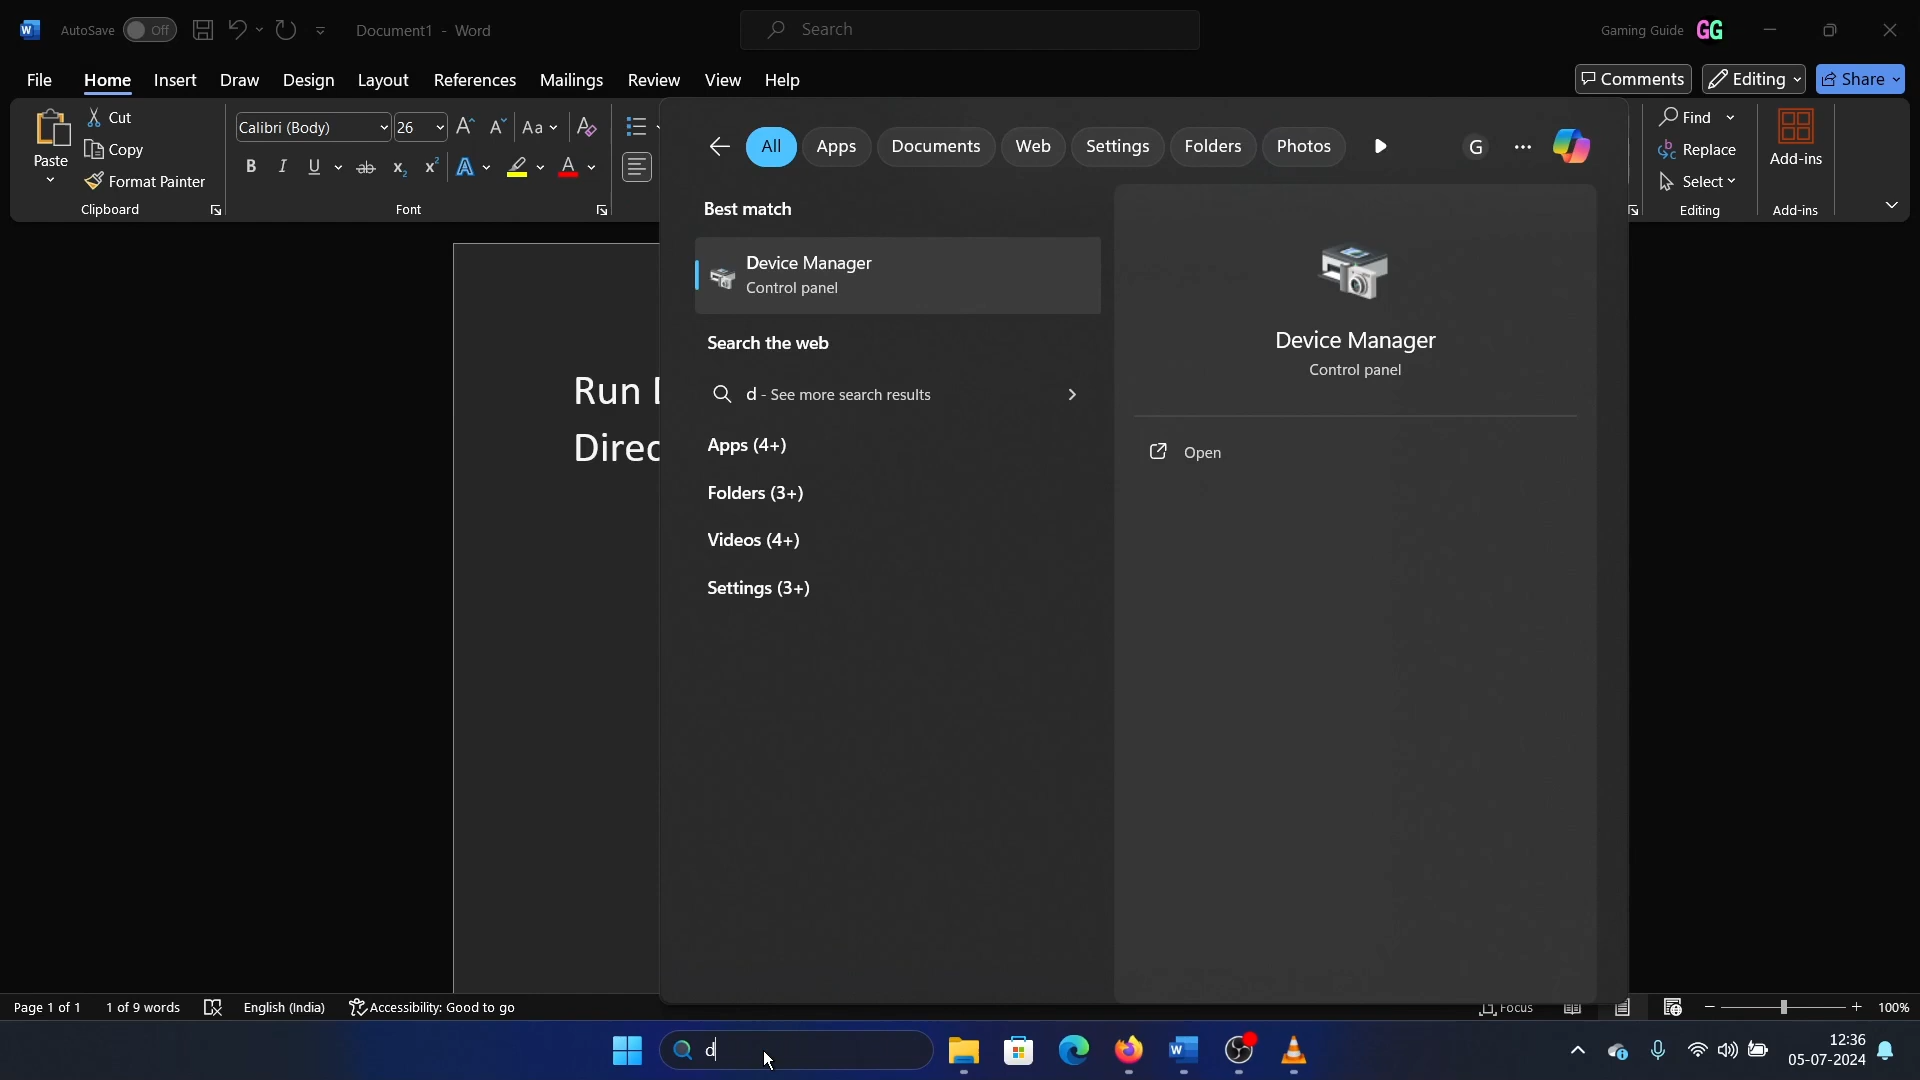 AutoSave Off Document1 - Word Search Gaming Guide GG
File Home Insert Draw Design Layout References Mailings Review View Help Comments Editing Share
Paste Cut Copy Format Painter
Clipboard
Calibri (Body) 26 Aa
B I U ab x₂ x² A A
Font
Find
Replace
Select
Editing
Add-ins
Add-ins
All Apps Documents Web Settings Folders Photos G
Best match
Device Manager
Control panel
Search the web
d - See more search results
Apps (4+)
Folders (3+)
Videos (4+)
Settings (3+)
Device Manager
Control panel
Open
Run
Direc
Page 1 of 1 1 of 9 words English (India) Accessibility: Good to go Focus 100%
d
12:36
05-07-2024